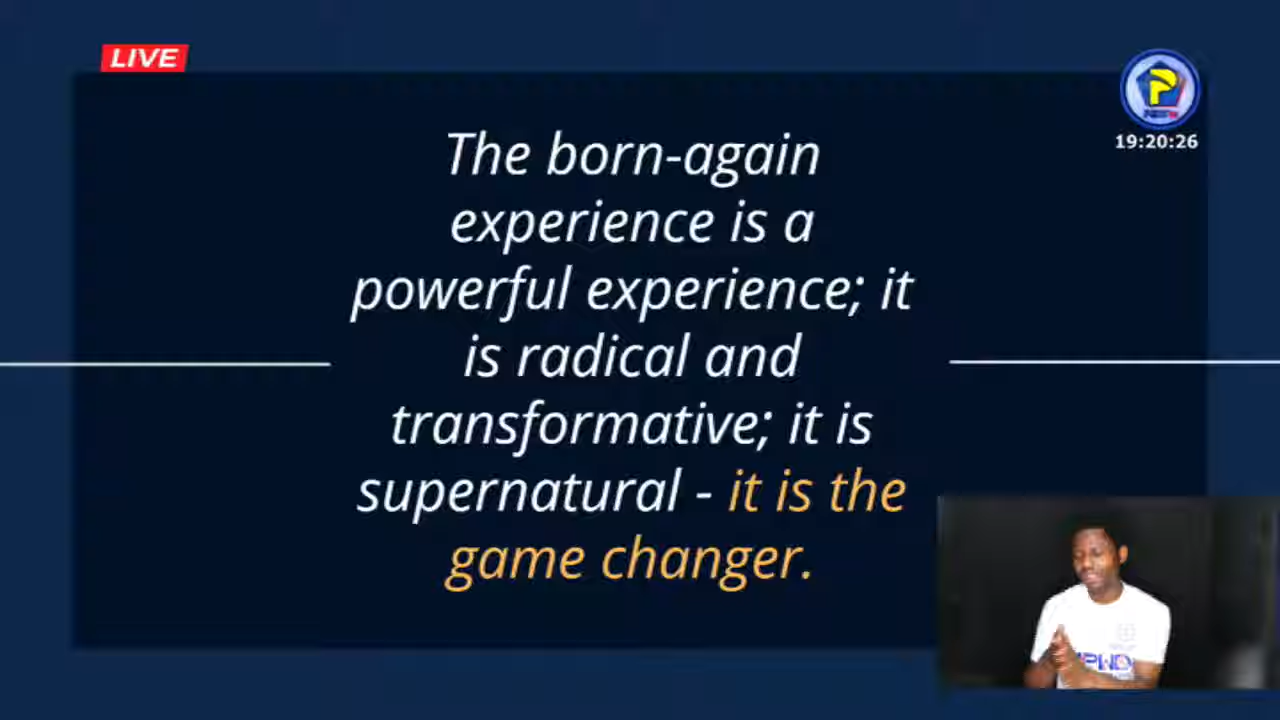 LIVE
P
19:20:26
The born-again
experience is a
powerful experience; it
is radical and
transformative; it is
supernatural - it is the
game changer.